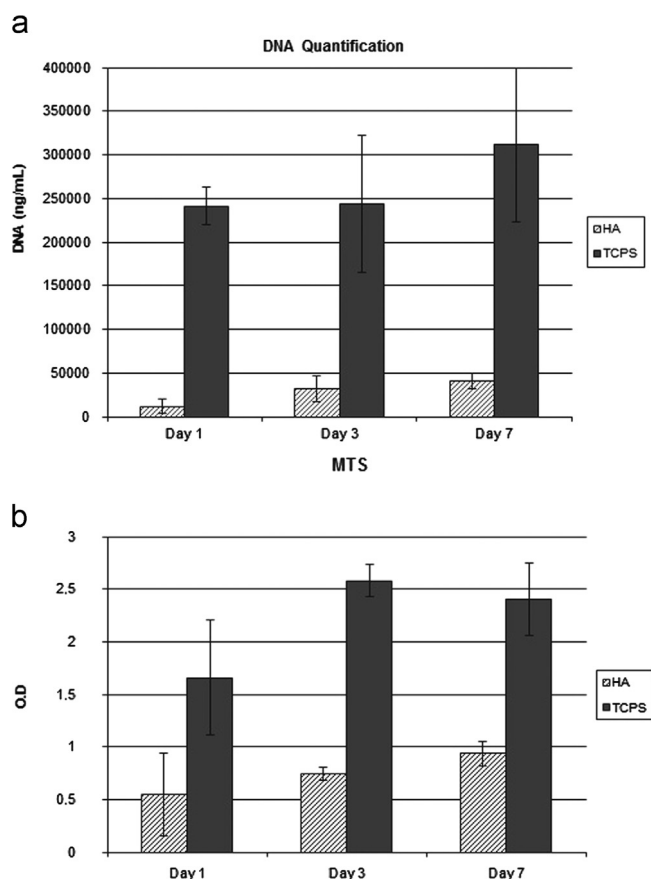 a
DNA Quantification
400000
350000
300000
250000
200000
150000
100000
50000
0
DNA (ng/mL)
HA
TCPS
Day 1 Day 3 Day 7
MTS
b
3
2.5
2
1.5
1
0.5
0
O.D
HA
TCPS
Day 1 Day 3 Day 7